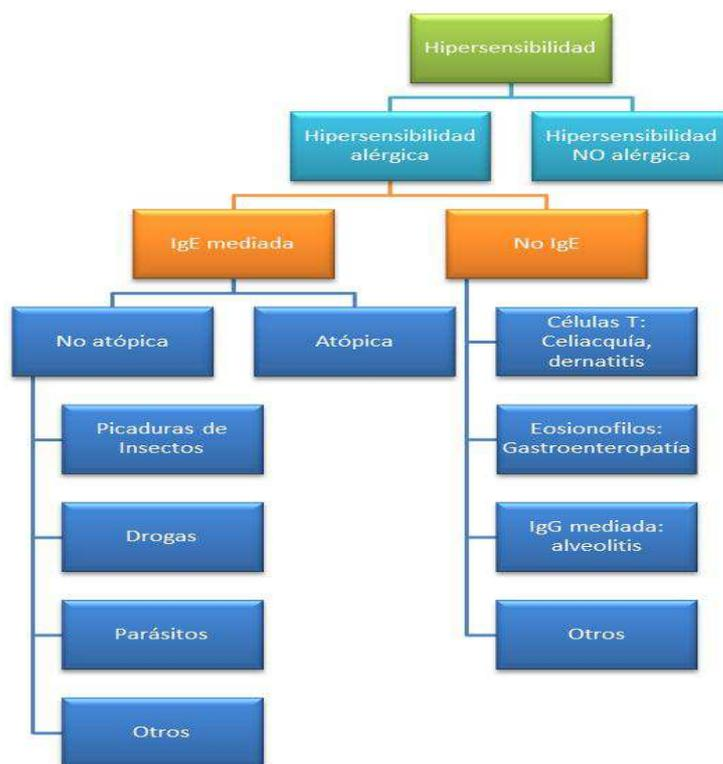 Hipersensibilidad
Hipersensibilidad
alérgica
Hipersensibilidad
NO alérgica
IgE mediada
No IgE
No atópica
Atópica
Picaduras de
Insectos
Drogas
Parásitos
Otros
Células T:
Celiacquía,
dernatitis
Eosionofilos:
Gastroenteropatía
IgG mediada:
alveolitis
Otros